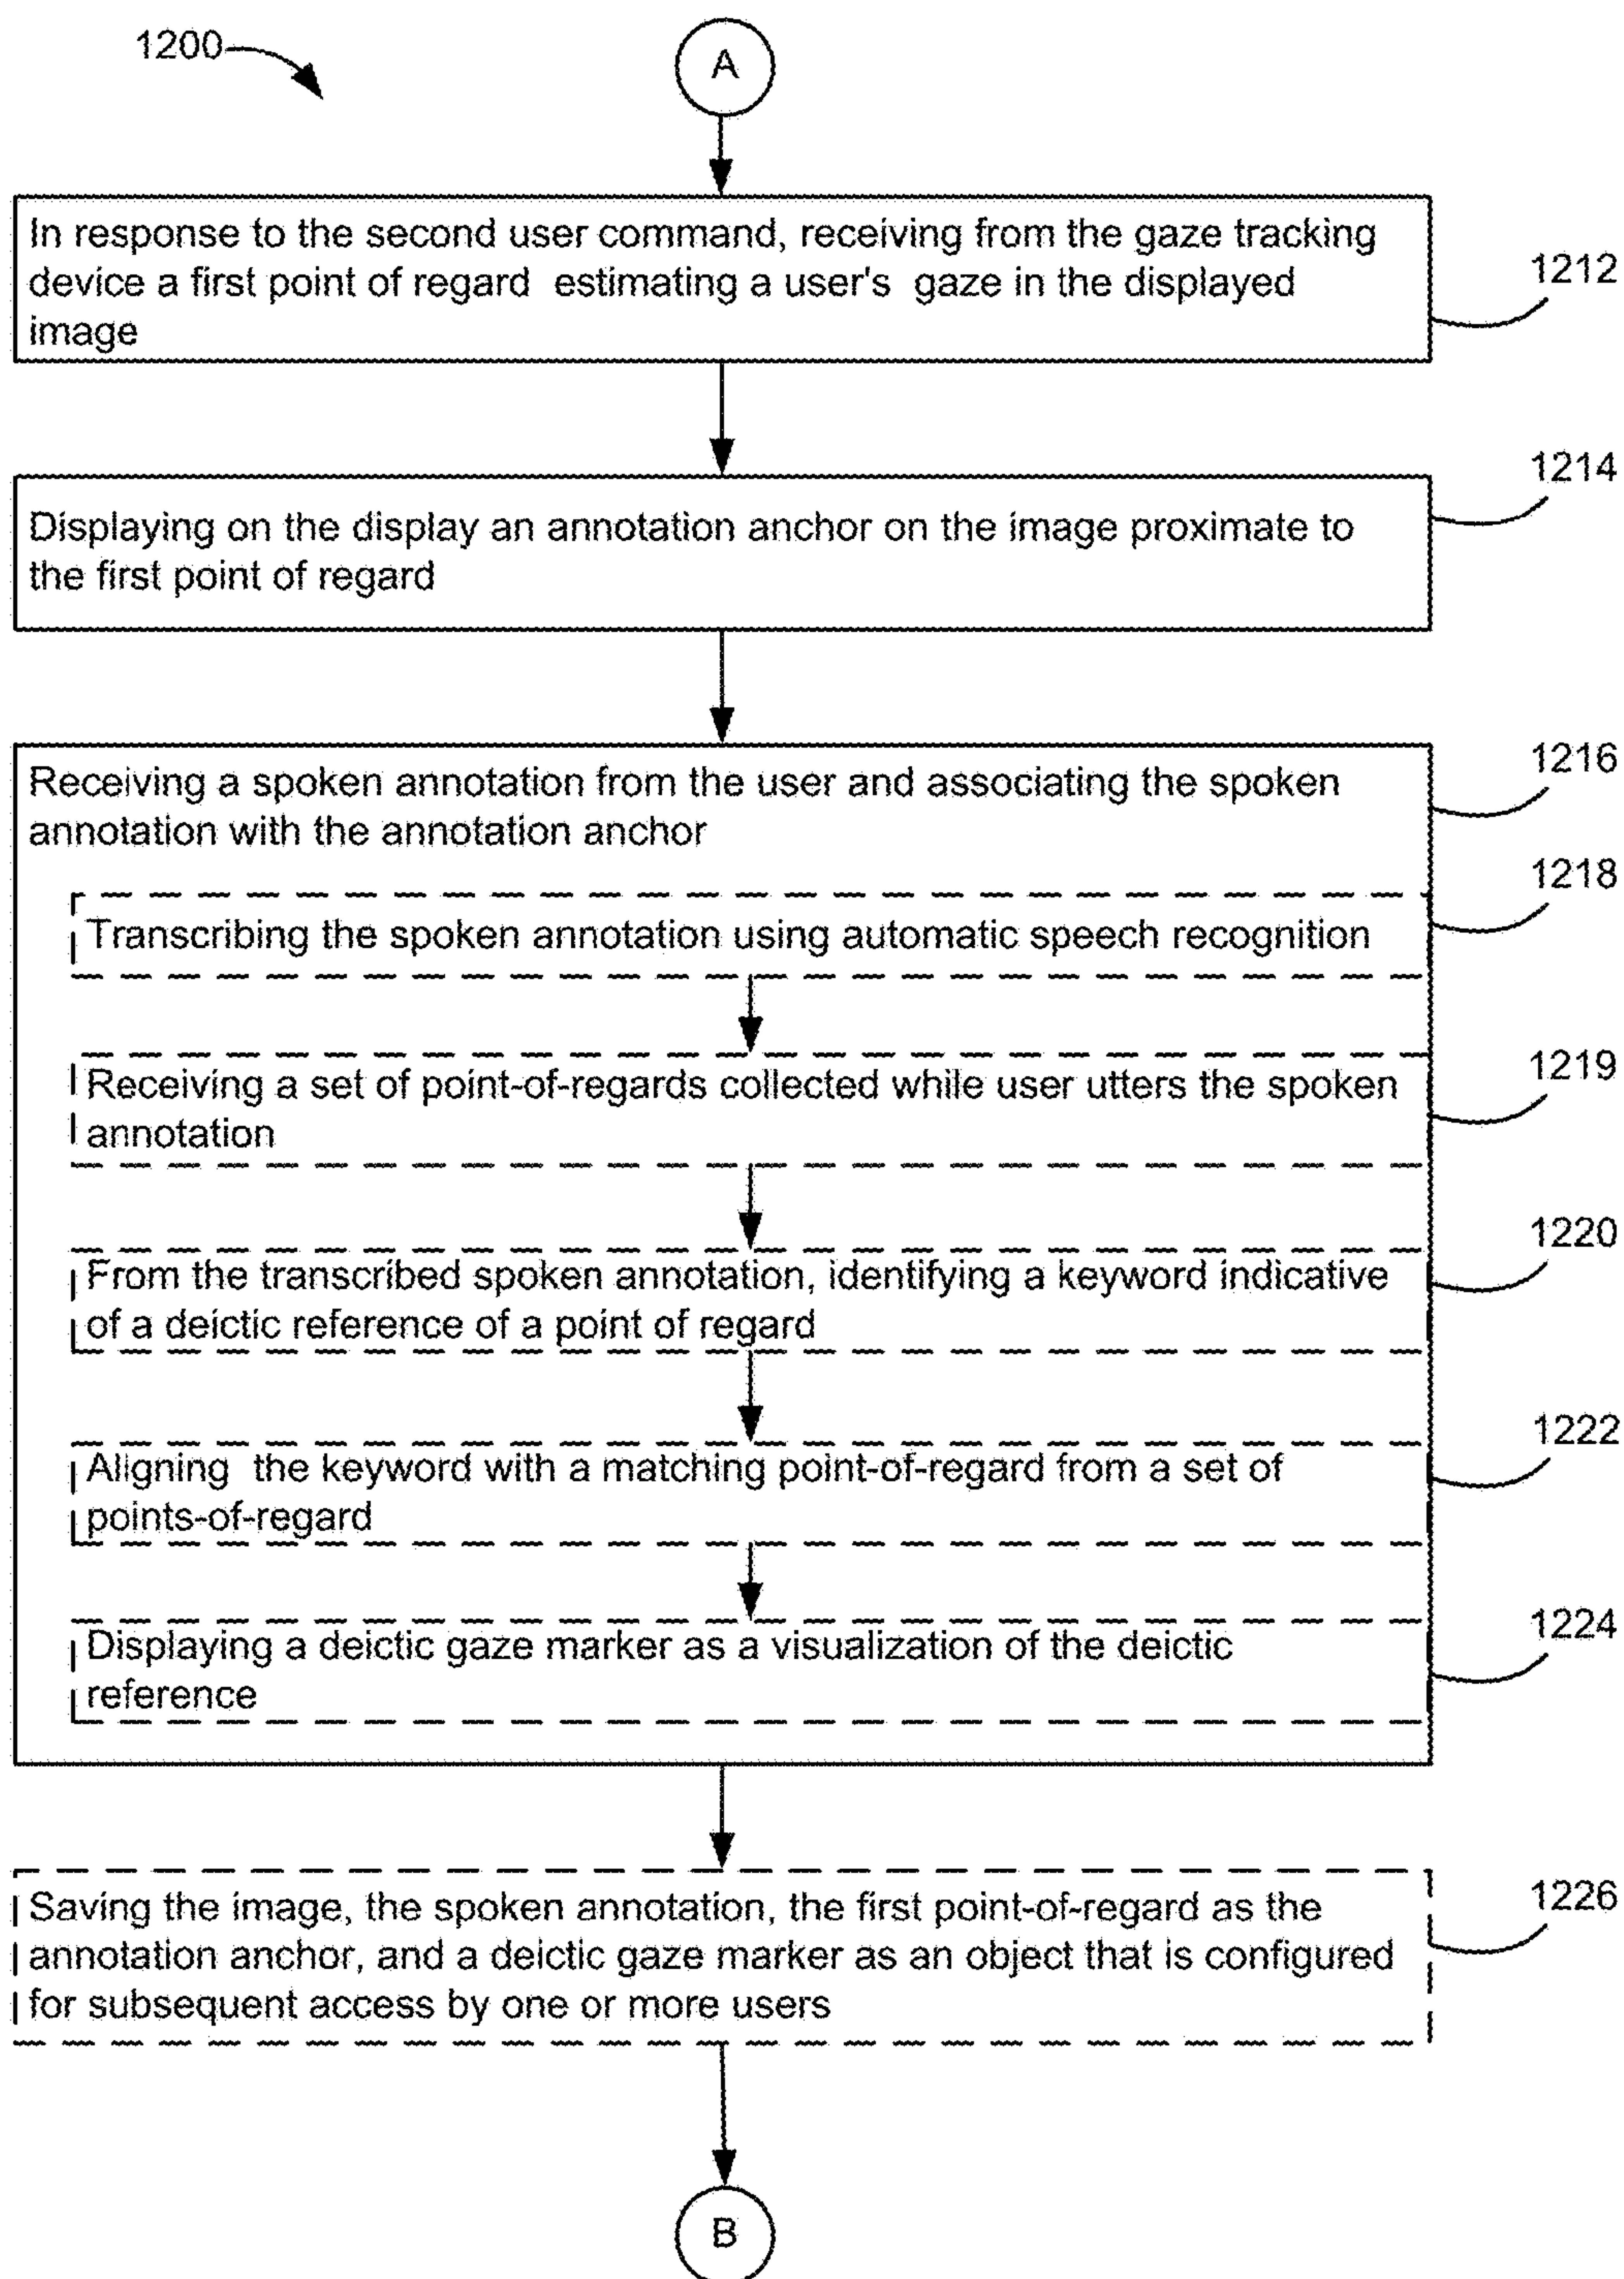 1200
A
In response to the second user command, receiving from the gaze tracking
device a first point of regard estimating a user's gaze in the displayed
image
1212
Displaying on the display an annotation anchor on the image proximate to
the first point of regard
1214
Receiving a spoken annotation from the user and associating the spoken
annotation with the annotation anchor
1216
Transcribing the spoken annotation using automatic speech recognition
1218
Receiving a set of point-of-regards collected while user utters the spoken
annotation
1219
From the transcribed spoken annotation, identifying a keyword indicative
of a deictic reference of a point of regard
1220
Aligning the keyword with a matching point-of-regard from a set of
points-of-regard
1222
Displaying a deictic gaze marker as a visualization of the deictic
reference
1224
Saving the image, the spoken annotation, the first point-of-regard as the
annotation anchor, and a deictic gaze marker as an object that is configured
for subsequent access by one or more users
1226
B